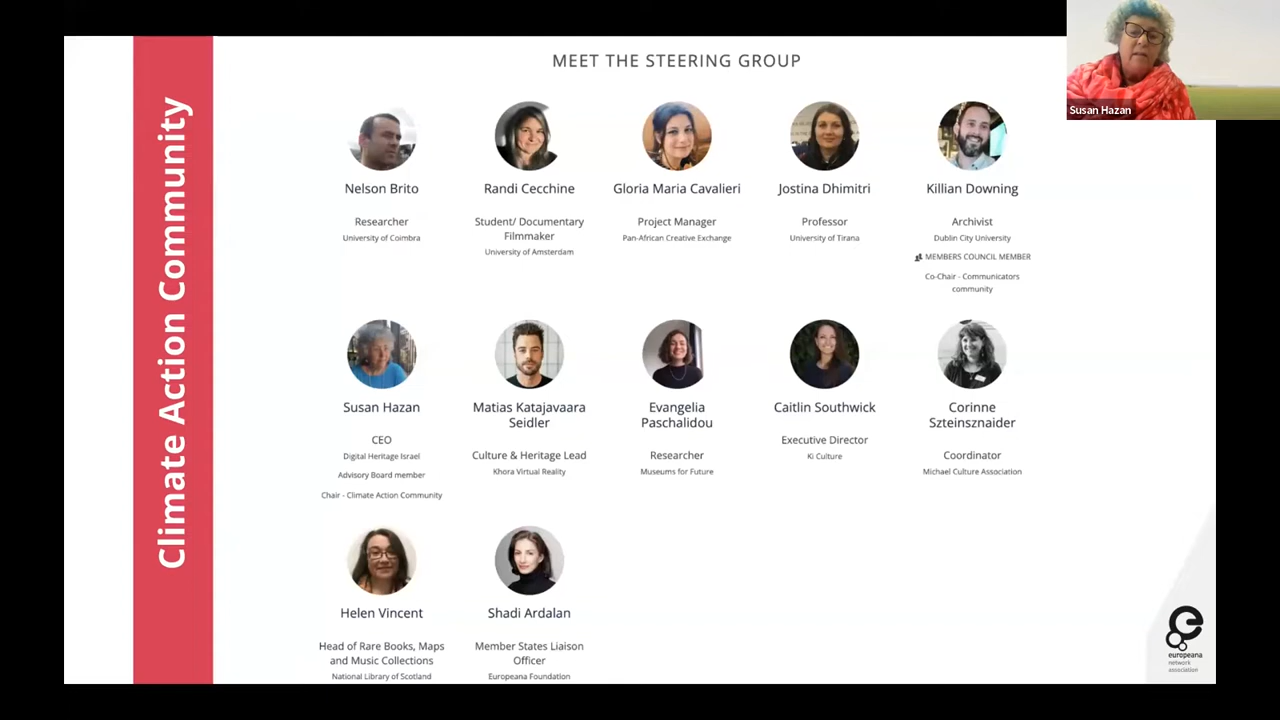 MEET THE STEERING GROUP
Susan Hazan
Climate Action Community
Nelson Brito
Researcher
University of Coimbra
Randi Cecchine
Student/ Documentary
Filmmaker
University of Amsterdam
Gloria Maria Cavalieri
Project Manager
Pan-African Creative Exchange
Jostina Dhimitri
Professor
University of Tirana
Killian Downing
Archivist
Dublin City University
MEMBERS COUNCIL MEMBER
Co-Chair - Communicators
community
Susan Hazan
CEO
Digital Heritage Israel
Advisory Board member
Chair - Climate Action Community
Matias Katajavaara
Seidler
Culture & Heritage Lead
Khora Virtual Reality
Evangelia
Paschalidou
Researcher
Museums for Future
Caitlin Southwick
Executive Director
Ki Culture
Corinne
Szteinsznaider
Coordinator
Michael Culture Association
Helen Vincent
Head of Rare Books, Maps
and Music Collections
National Library of Scotland
Shadi Ardalan
Member States Liaison
Officer
Europeana Foundation
europeana
network
association